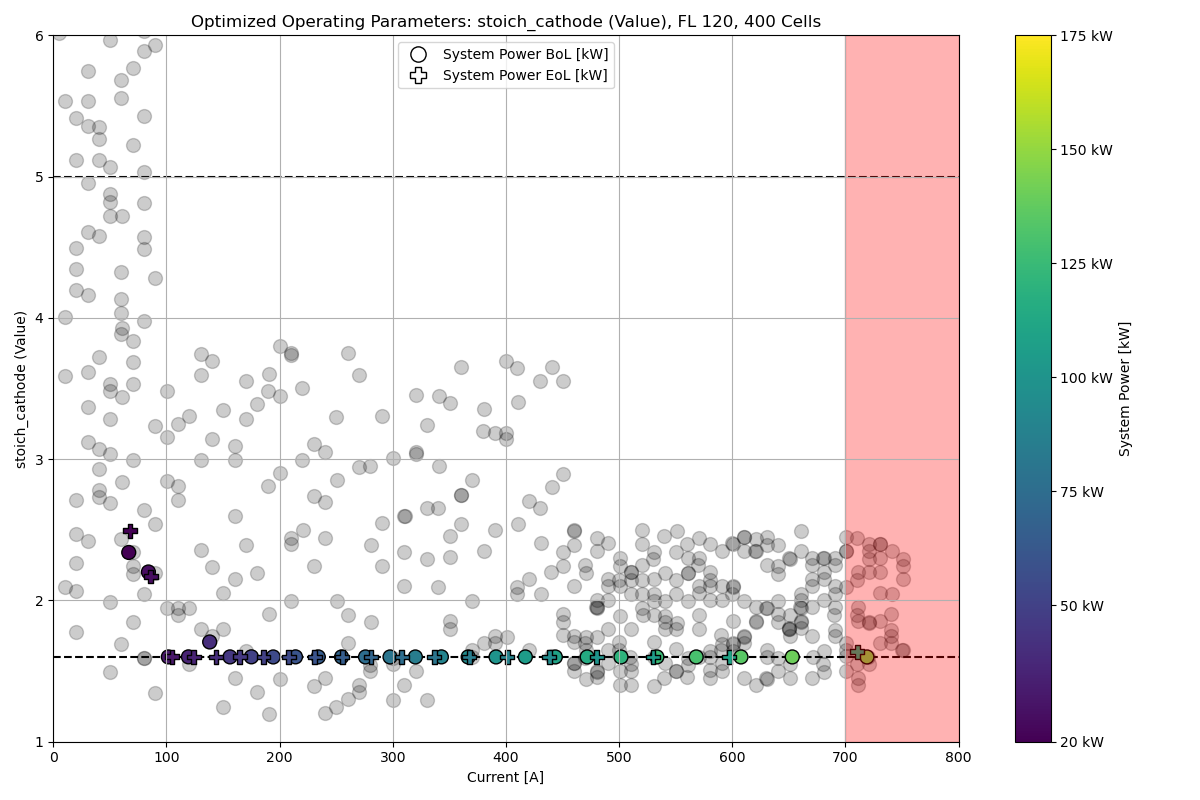 Optimized Operating Parameters: stoich_cathode (Value), FL 120, 400 Cells
System Power BoL [kW]
System Power EoL [kW]
stoich_cathode (Value)
6
5
4
3
2
1
0
100
200
300
400
500
600
700
800
Current [A]
175 kW
150 kW
125 kW
100 kW
75 kW
50 kW
20 kW
System Power [kW]